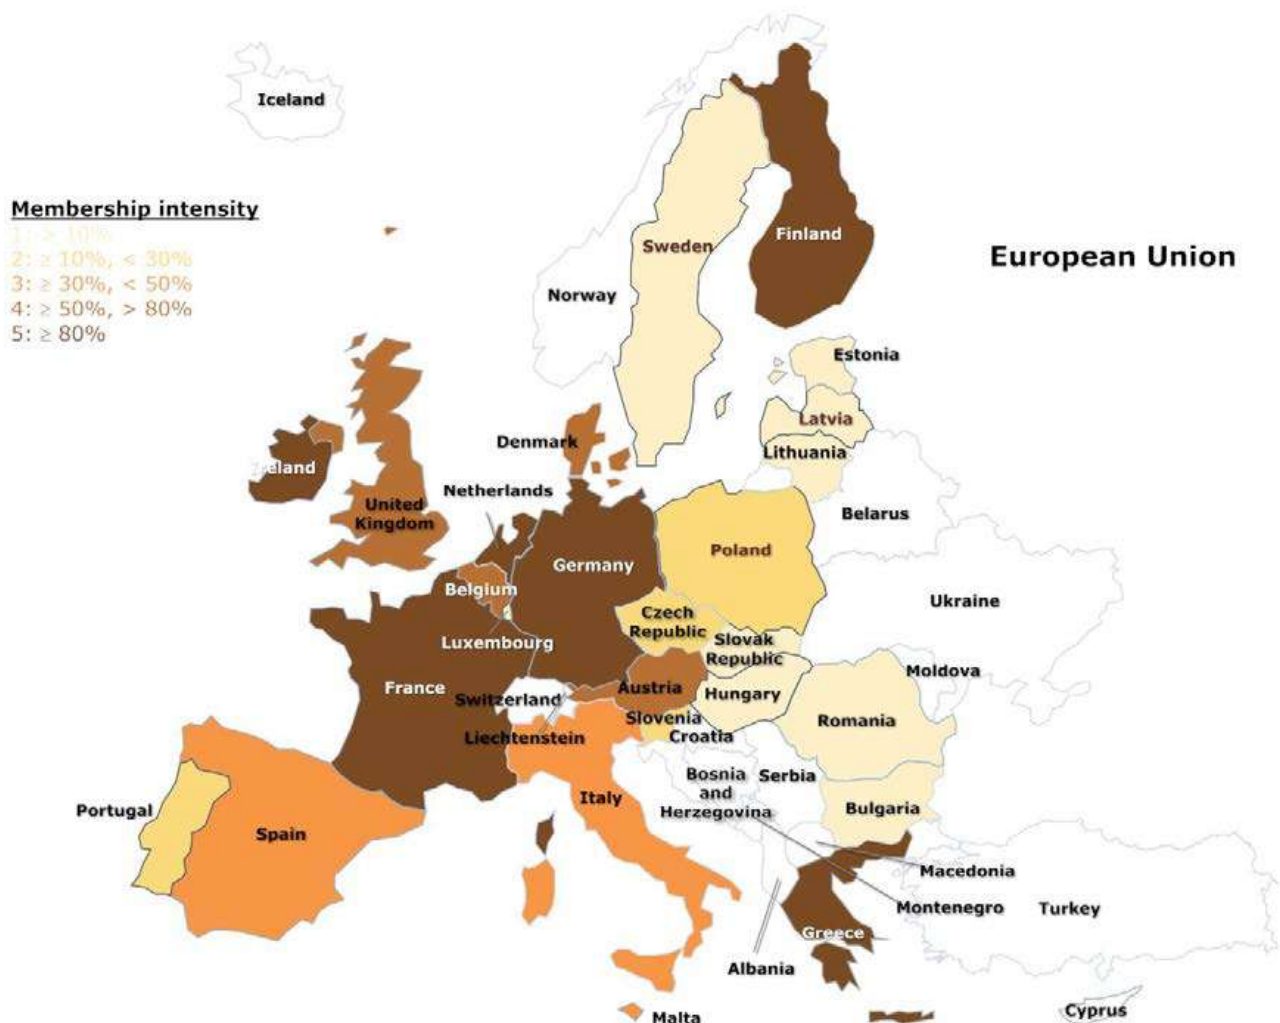 Iceland
Membership intensity
1: > 10%
2: ≥ 10%, < 30%
3: ≥ 30%, < 50%
4: ≥ 50%, > 80%
5: ≥ 80%
European Union
Sweden
Finland
Norway
Estonia
Latvia
Lithuania
Denmark
Ireland
Netherlands
United
Kingdom
Belarus
Germany
Poland
Belgium
Ukraine
Czech
Republic
Luxembourg
Slovak
Republic
Moldova
France
Switzerland
Austria
Hungary
Slovenia
Croatia
Romania
Liechtenstein
Bosnia
and
Herzegovina
Serbia
Italy
Portugal
Spain
Bulgaria
Macedonia
Montenegro
Turkey
Greece
Albania
Cyprus
Malta